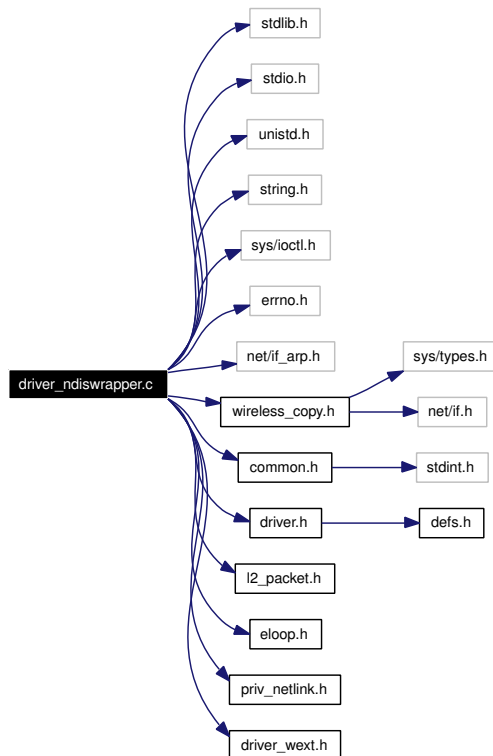 stdlib.h
stdio.h
unistd.h
string.h
sys/ioctl.h
errno.h
net/if_arp.h
sys/types.h
driver_ndiswrapper.c
wireless_copy.h
net/if.h
common.h
stdint.h
driver.h
defs.h
l2_packet.h
eloop.h
priv_netlink.h
driver_wext.h